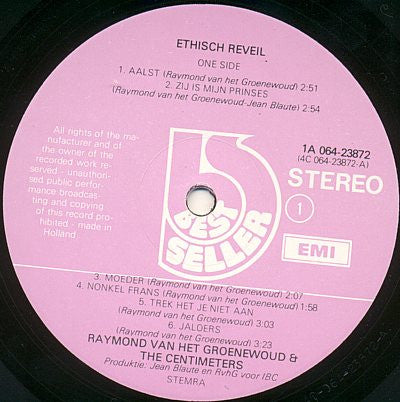 ETHISCH REVEIL
ONE SIDE
1. AALST (Raymond van het Groenewoud) 2:51
2. ZIJ IS MIJN PRINSES
(Raymond van het Groenewoud-Jean Blaute) 2:54
All rights of the ma-
nufacturer and of
the owner of the
recorded work re-
served - unauthori-
sed public perfor-
mance broadcas
ting and copying
of this record pro-
hibited - made in
Holland
BEST
SELLER
1A 064-23872
(4C 064-23872-A)
STEREO
1
EMI
3. MOEDER (Raymond van het Groenewoud) 2:07
4. NONKEL FRANS (Raymond van het Groenewoud) 1:58
5. TREK HET JE NIET AAN
(Raymond van het Groenewoud) 3:03
6. JALOERS
(Raymond van het Groenewoud) 3:23
RAYMOND VAN HET GROENEWOUD &
THE CENTIMETERS
Produktie: Jean Blaute en RvhG voor IBC
STEMRA